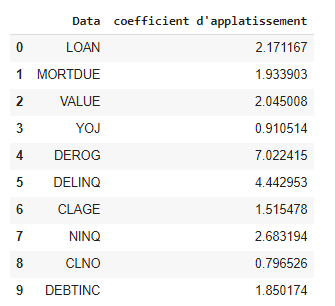 Data coefficient d'applatissement
0 LOAN 2.171167
1 MORTDUE 1.933903
2 VALUE 2.045008
3 YOJ 0.910514
4 DEROG 7.022415
5 DELINQ 4.442953
6 CLAGE 1.515478
7 NINQ 2.683194
8 CLNO 0.796526
9 DEBTINC 1.850174